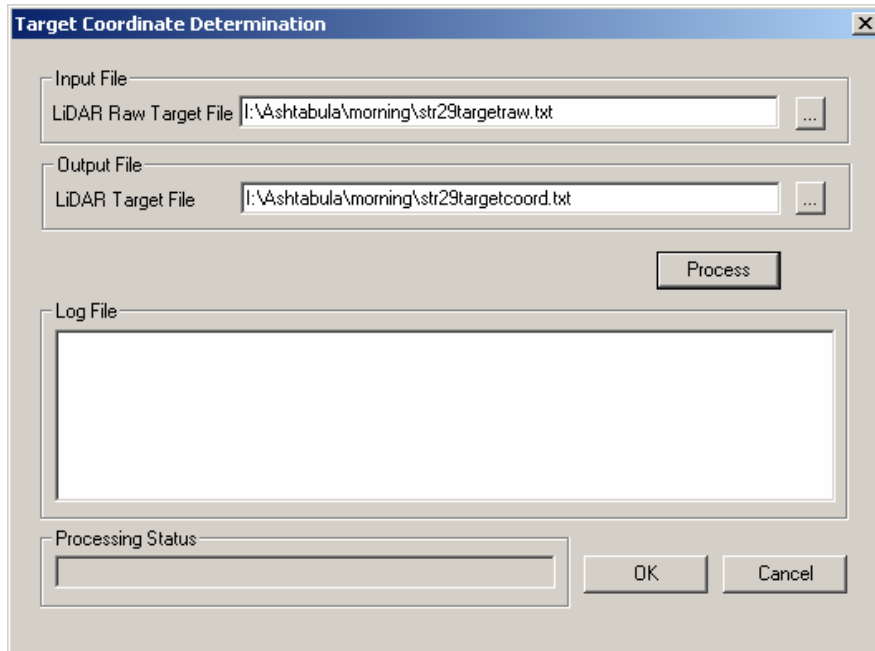 Target Coordinate Determination
Input File
LiDAR Raw Target File I:\Ashtabula\morning\str29targetraw.txt ...
Output File
LiDAR Target File I:\Ashtabula\morning\str29targetcoord.txt ...
Process
Log File
Processing Status
OK Cancel